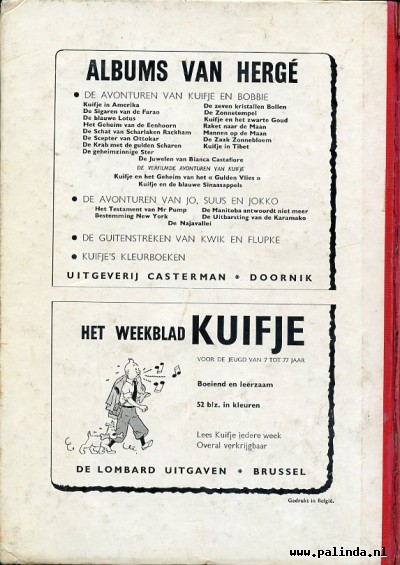 ALBUMS VAN HERGÉ
• DE AVONTUREN VAN KUIFJE EN BOBBIE
Kuifje in Amerika
De Sigaren van de Farao
De blauwe Lotus
Het Geheim van de Eenhoorn
De Schat van Scharlaken Rackham
De Scepter van Ottokar
De Krab met de gulden Scharen
De geheimzinnige Ster
De zeven kristallen Bollen
De Zonnetempel
Kuifje en het zwarte Goud
Raket naar de Maan
Mannen op de Maan
De Zaak Zonnebloem
Kuifje in Tibet
De Juwelen van Bianca Castafiore
DE VERFILMDE AVONTUREN VAN KUIFJE
Kuifje en het Geheim van het « Gulden Vlies »
Kuifje en de blauwe Sinaasappels
• DE AVONTUREN VAN JO, SUUS EN JOKKO
Het Testament van Mr Pump
Bestemming New York
De Manitoba antwoordt niet meer
De Uitbarsting van de Karamako
De Najavallei
• DE GUITENSTREKEN VAN KWIK EN FLUPKE
• KUIFJE'S KLEURBOEKEN
UITGEVERIJ CASTERMAN • DOORNIK
HET WEEKBLAD KUIFJE
VOOR DE JEUGD VAN 7 TOT 77 JAAR
Boeiend en leerzaam
52 blz. in kleuren
Lees Kuifje iedere week
Overal verkrijgbaar
DE LOMBARD UITGAVEN • BRUSSEL
Gedrukt in België.
www.palinda.nl